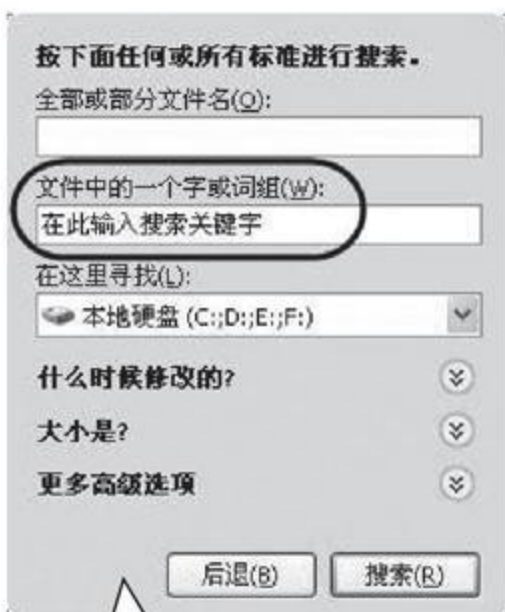 按下面任何或所有标准进行搜索。
全部或部分文件名(O):
文件中的一个字或词组(W):
在此输入搜索关键字
在这里寻找(L):
本地硬盘 (C:;D:;E:;F:)
什么时候修改的?
大小是?
更多高级选项
后退(B) 搜索(R)